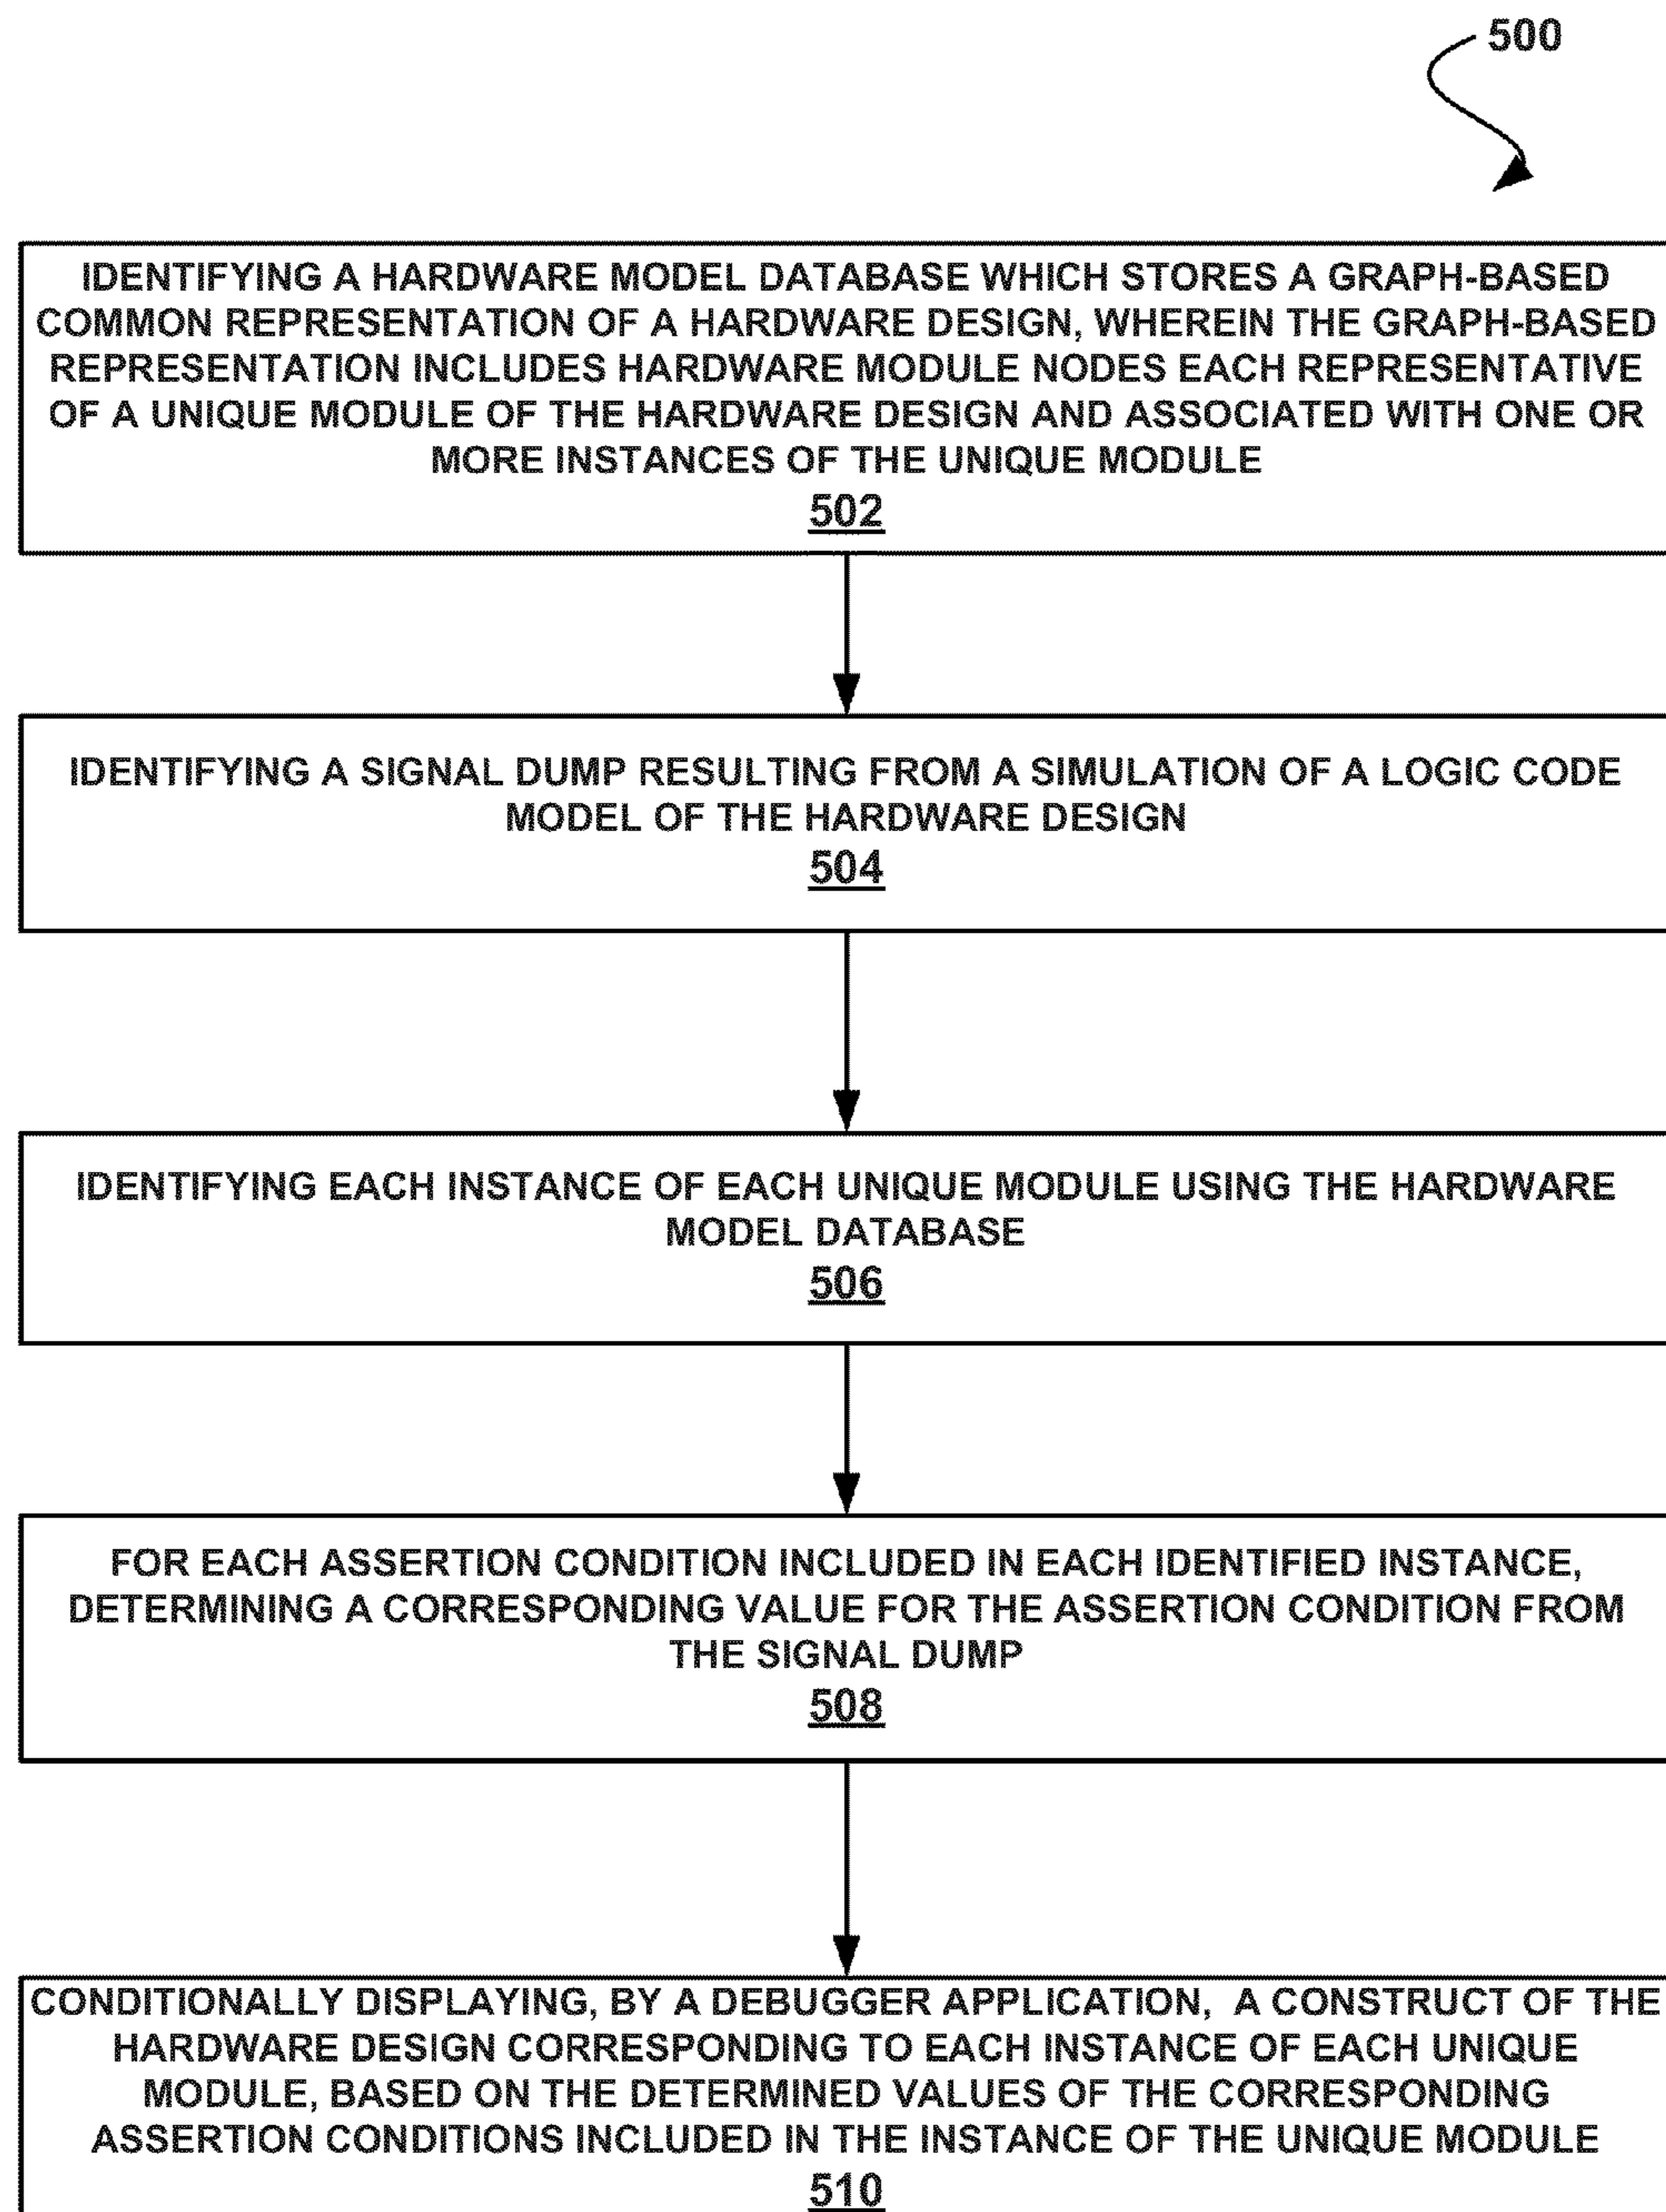 500
IDENTIFYING A HARDWARE MODEL DATABASE WHICH STORES A GRAPH-BASED
COMMON REPRESENTATION OF A HARDWARE DESIGN, WHEREIN THE GRAPH-BASED
REPRESENTATION INCLUDES HARDWARE MODULE NODES EACH REPRESENTATIVE
OF A UNIQUE MODULE OF THE HARDWARE DESIGN AND ASSOCIATED WITH ONE OR
MORE INSTANCES OF THE UNIQUE MODULE
502
IDENTIFYING A SIGNAL DUMP RESULTING FROM A SIMULATION OF A LOGIC CODE
MODEL OF THE HARDWARE DESIGN
504
IDENTIFYING EACH INSTANCE OF EACH UNIQUE MODULE USING THE HARDWARE
MODEL DATABASE
506
FOR EACH ASSERTION CONDITION INCLUDED IN EACH IDENTIFIED INSTANCE,
DETERMINING A CORRESPONDING VALUE FOR THE ASSERTION CONDITION FROM
THE SIGNAL DUMP
508
CONDITIONALLY DISPLAYING, BY A DEBUGGER APPLICATION, A CONSTRUCT OF THE
HARDWARE DESIGN CORRESPONDING TO EACH INSTANCE OF EACH UNIQUE
MODULE, BASED ON THE DETERMINED VALUES OF THE CORRESPONDING
ASSERTION CONDITIONS INCLUDED IN THE INSTANCE OF THE UNIQUE MODULE
510